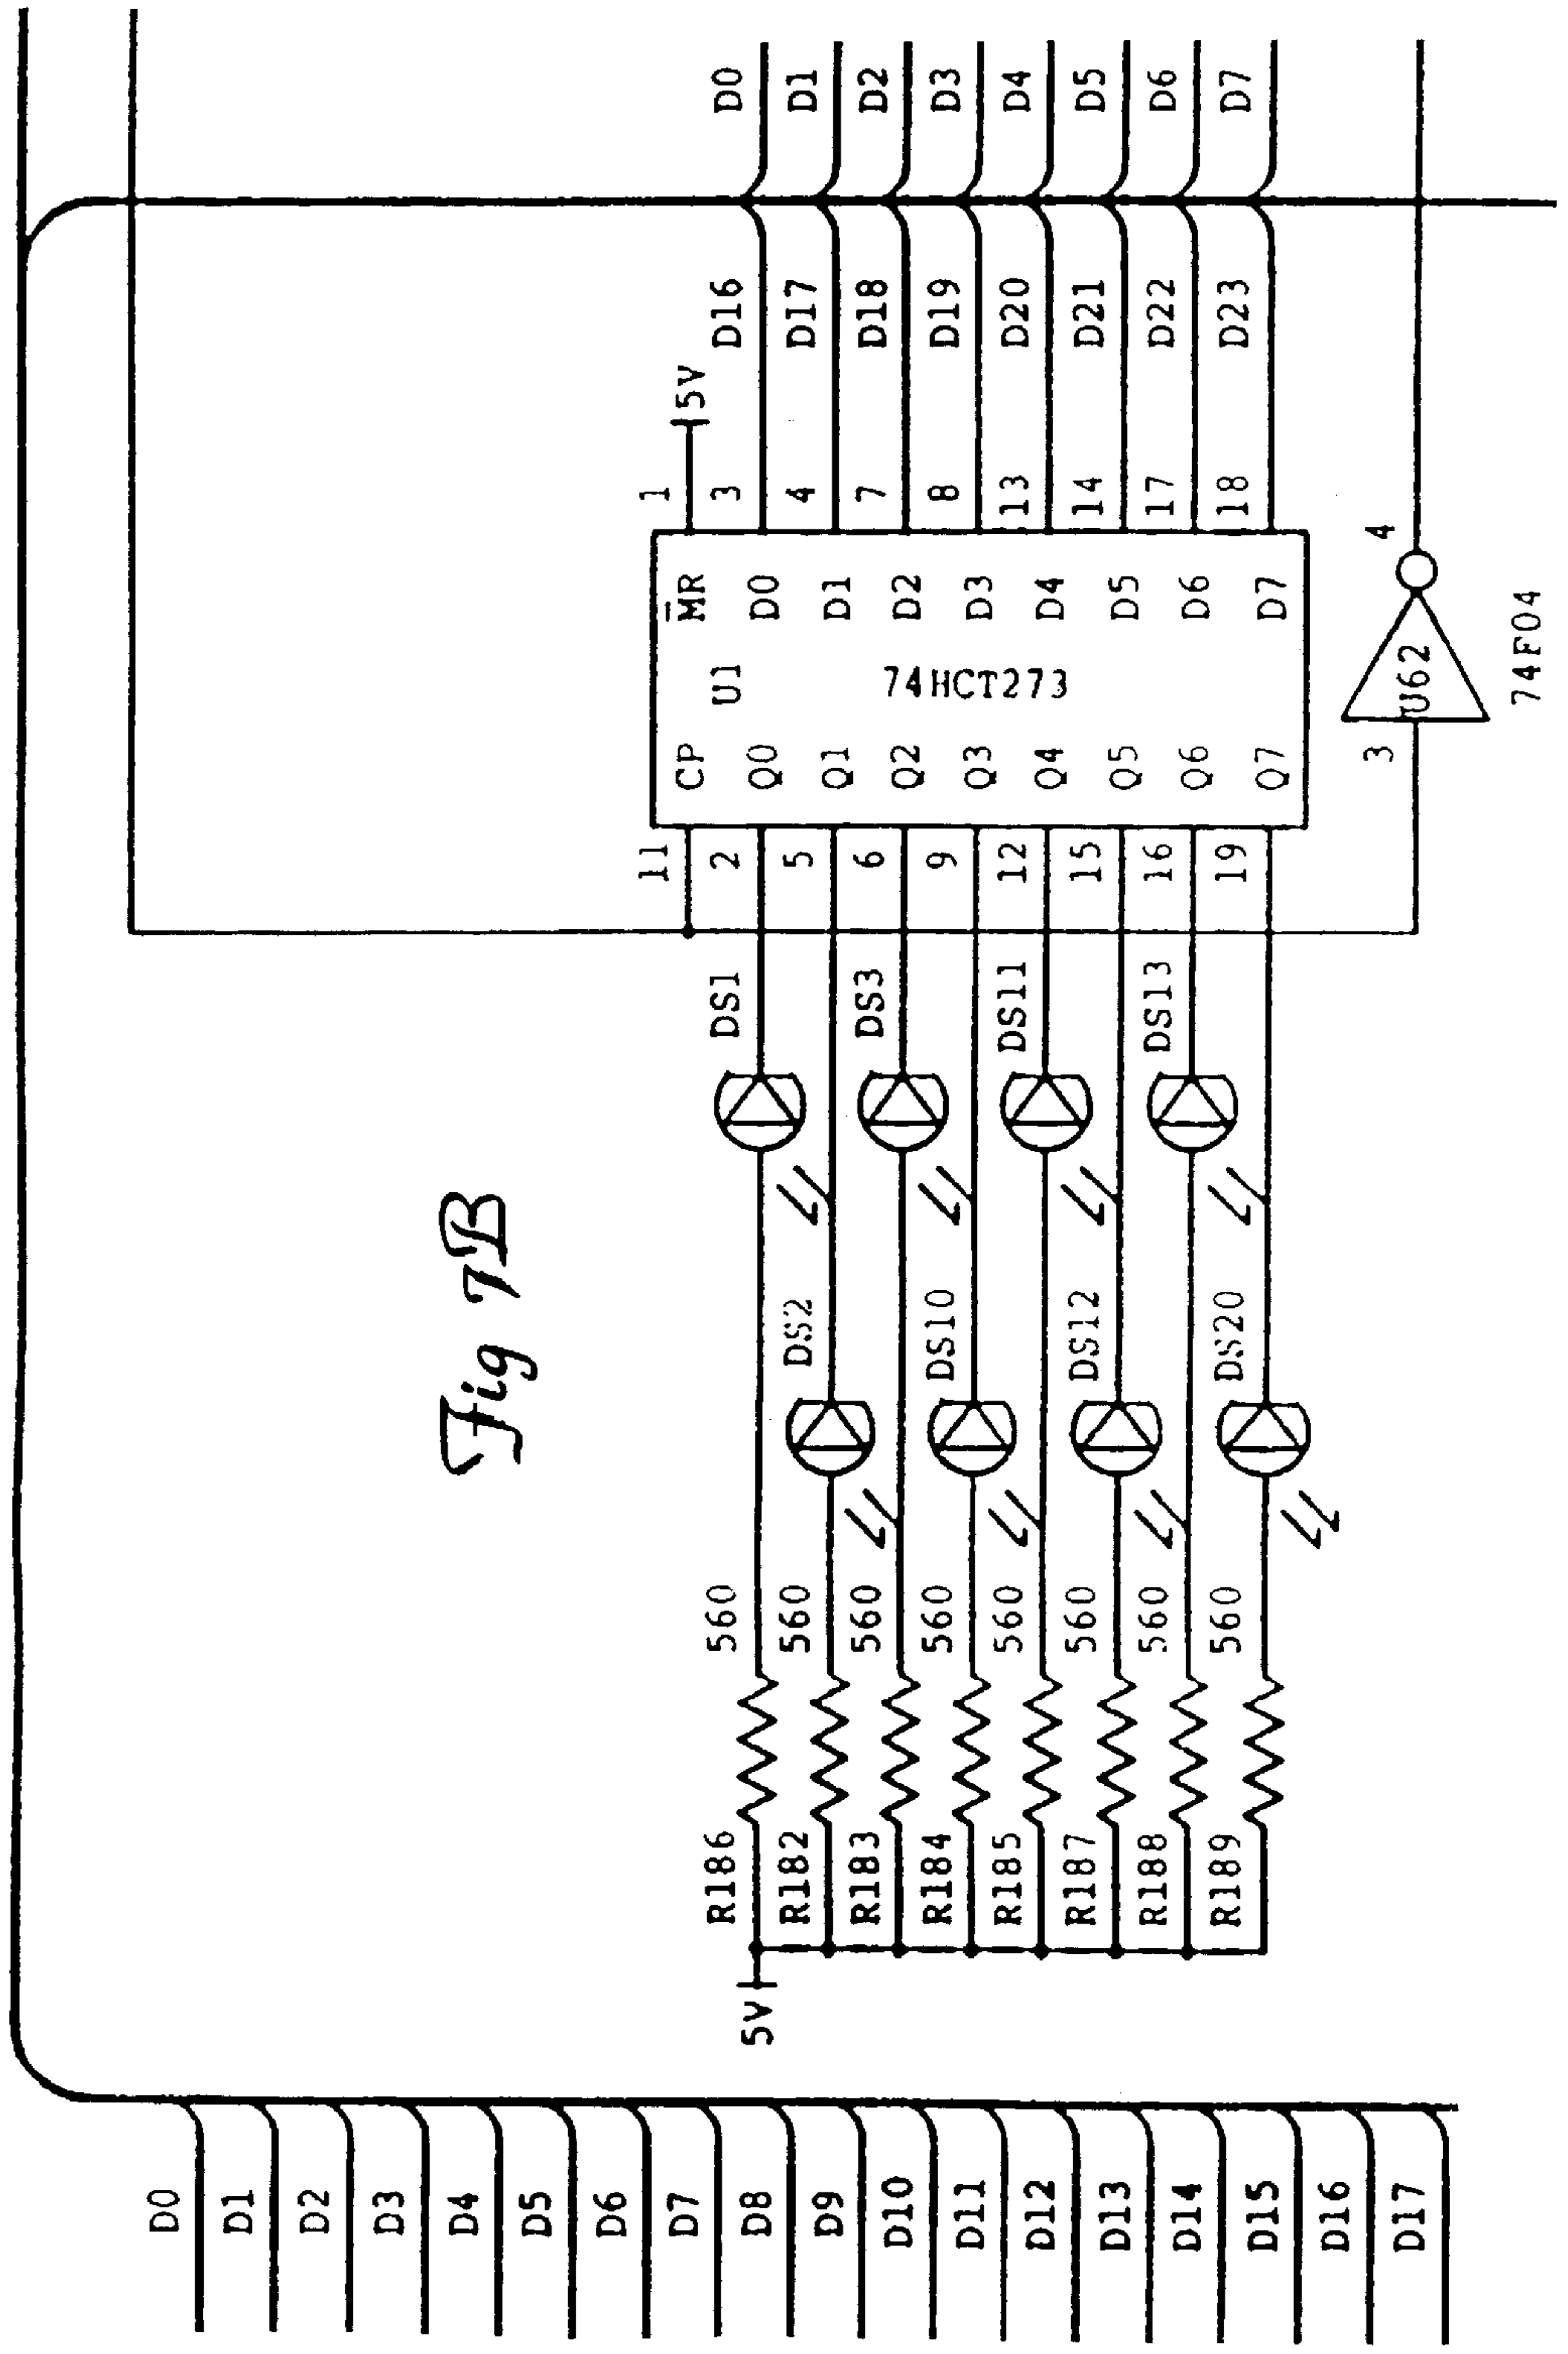 D0
D1
D2
D3
D4
D5
D6
D7
D8
D9
D10
D11
D12
D13
D14
D15
D16
D17
Fig 7B
5V
R186 560
R182 560
R183 560
R184 560
R185 560
R187 560
R188 560
R189 560
DS1
DS2
DS3
DS10
DS11
DS12
DS13
DS20
11 CP U1 MR 1 5V
2 Q0 D0 3 D16 D0
5 Q1 D1 4 D17 D1
6 Q2 D2 7 D18 D2
9 Q3 D3 8 D19 D3
12 Q4 D4 13 D20 D4
15 Q5 D5 14 D21 D5
16 Q6 D6 17 D22 D6
19 Q7 D7 18 D23 D7
74HCT273
3 U62 4
74F04